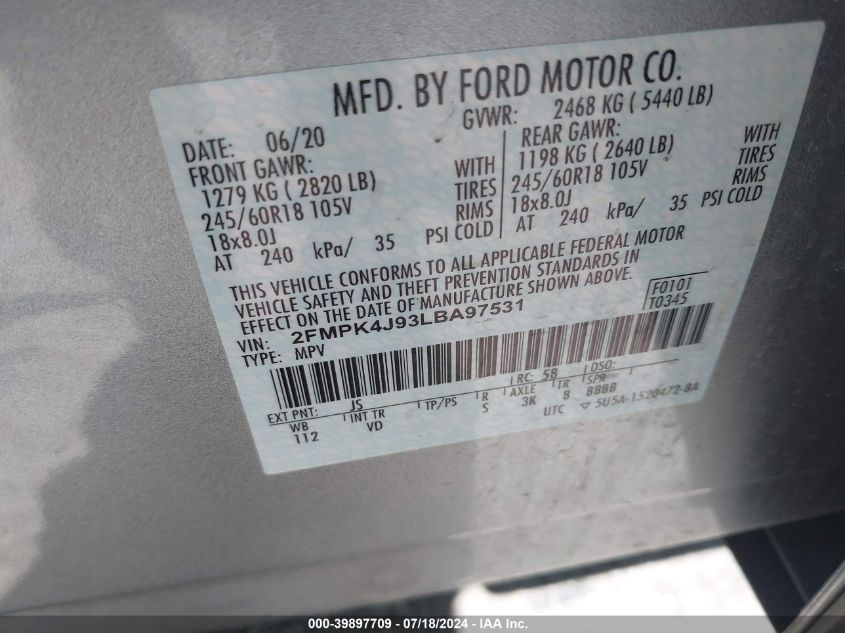 MFD. BY FORD MOTOR CO.
DATE: 06/20
GVWR: 2468 KG ( 5440 LB)
FRONT GAWR:
1279 KG ( 2820 LB) WITH
245/60R18 105V TIRES
18x8.0J RIMS
AT 240 kPa/ 35 PSI COLD
REAR GAWR:
1198 KG ( 2640 LB) WITH
245/60R18 105V TIRES
18x8.0J RIMS
AT 240 kPa/ 35 PSI COLD
THIS VEHICLE CONFORMS TO ALL APPLICABLE FEDERAL MOTOR
VEHICLE SAFETY AND THEFT PREVENTION STANDARDS IN
EFFECT ON THE DATE OF MANUFACTURE SHOWN ABOVE.
VIN: 2FMPK4J93LBA97531
TYPE: MPV
F0101
T0345
EXT PNT: JS RC: 58 DSO:
WB INT TR TP/PS R AXLE TR SPR
112 VD S 3K 8 BBBB
UTC ▽ 5U5A-1520472-BA
000-39897709 - 07/18/2024 - IAA Inc.